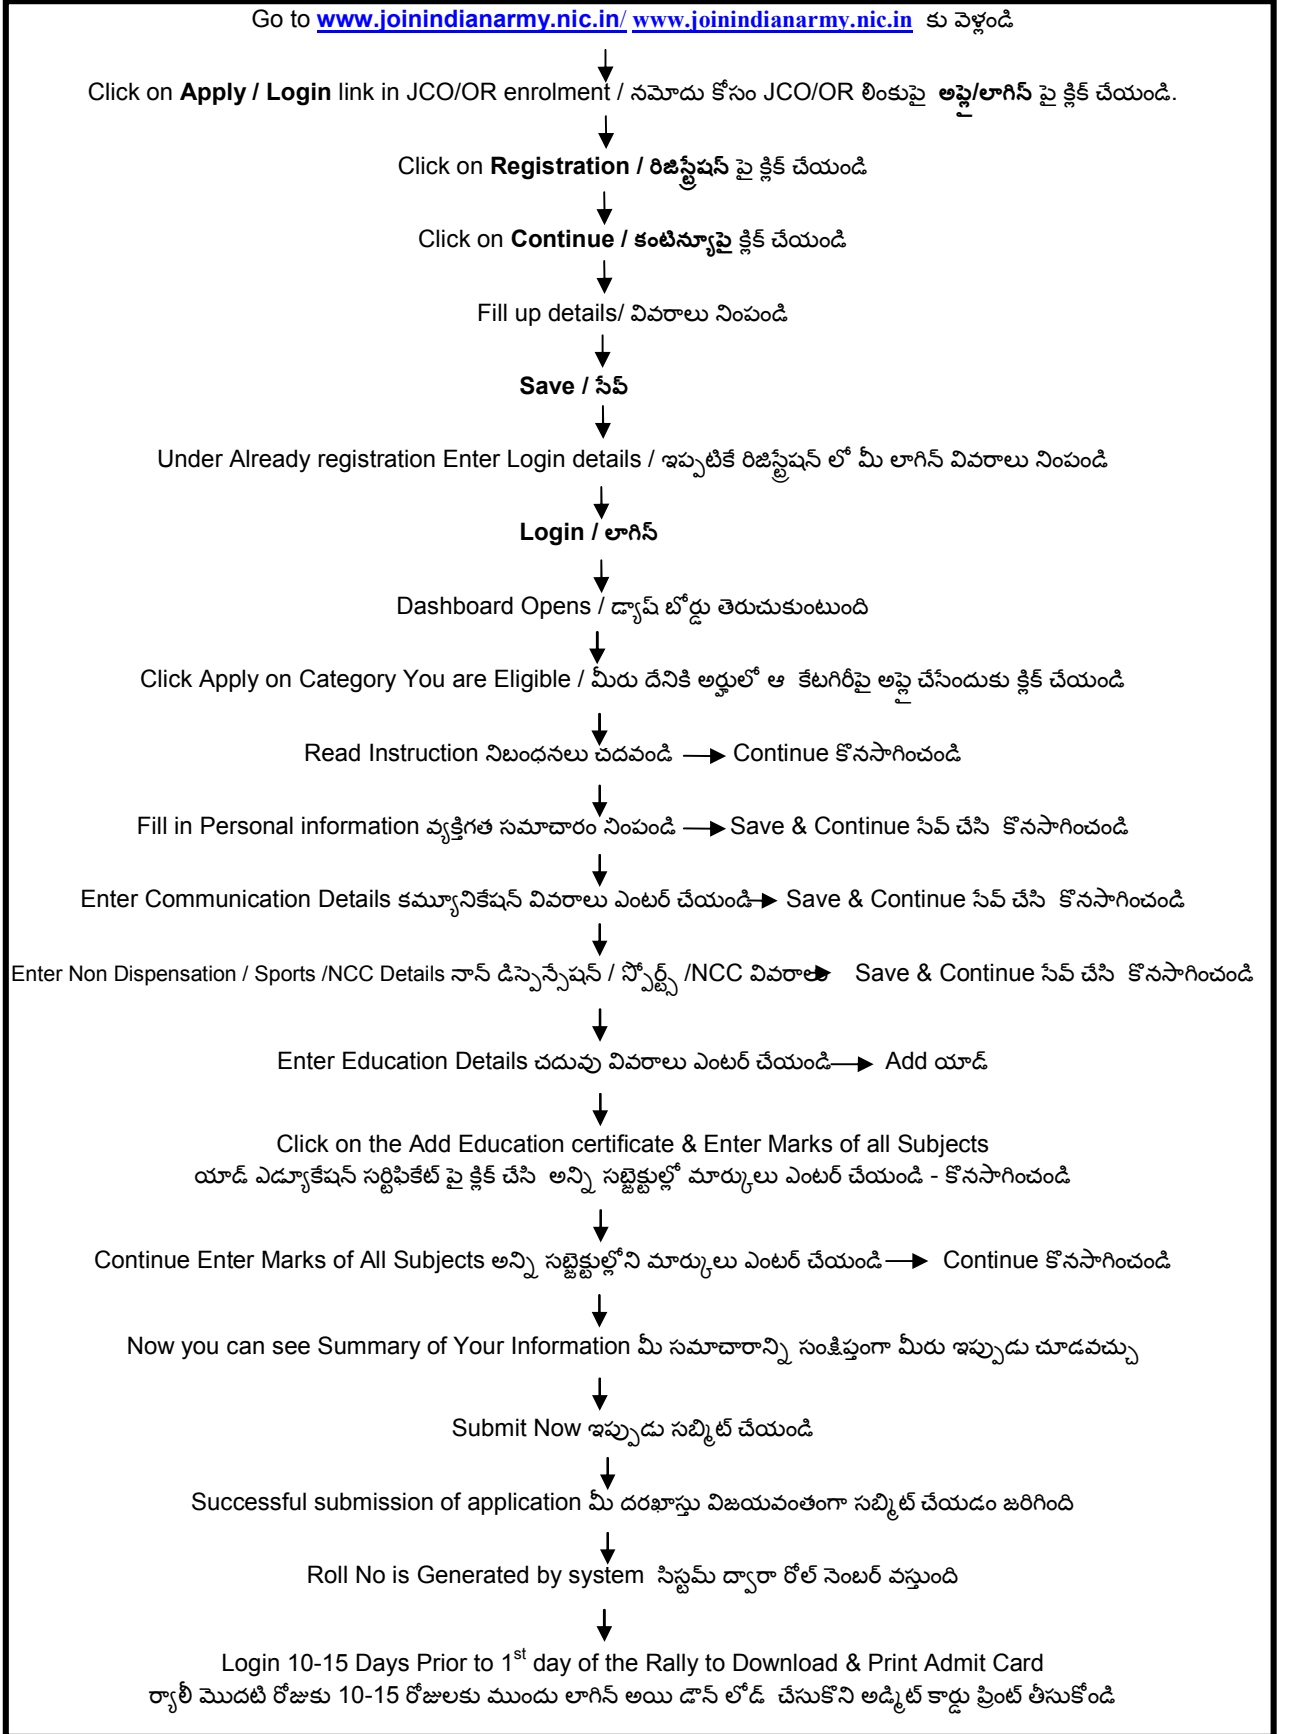 Go to www.joinindianarmy.nic.in/ www.joinindianarmy.nic.in కు వెళ్లండి
Click on Apply / Login link in JCO/OR enrolment / నమోదు కోసం JCO/OR లింకుపై అప్లై/లాగిన్ పై క్లిక్ చేయండి.
Click on Registration / రిజిస్ట్రేషన్ పై క్లిక్ చేయండి
Click on Continue / కంటిన్యూపై క్లిక్ చేయండి
Fill up details/ వివరాలు నింపండి
Save / సేవ్
Under Already registration Enter Login details / ఇప్పటికే రిజిస్ట్రేషన్ లో మీ లాగిన్ వివరాలు నింపండి
Login / లాగిన్
Dashboard Opens / డ్యాష్ బోర్డు తెరుచుకుంటుంది
Click Apply on Category You are Eligible / మీరు దేనికి అర్హులో ఆ కేటగిరీపై అప్లై చేసేందుకు క్లిక్ చేయండి
Read Instruction నిబంధనలు చదవండి → Continue కొనసాగించండి
Fill in Personal information వ్యక్తిగత సమాచారం నింపండి → Save & Continue సేవ్ చేసి కొనసాగించండి
Enter Communication Details కమ్యూనికేషన్ వివరాలు ఎంటర్ చేయండి → Save & Continue సేవ్ చేసి కొనసాగించండి
Enter Non Dispensation / Sports /NCC Details నాన్ డిస్పెన్సేషన్ / స్పోర్ట్స్ /NCC వివరాలు → Save & Continue సేవ్ చేసి కొనసాగించండి
Enter Education Details చదువు వివరాలు ఎంటర్ చేయండి → Add యాడ్
Click on the Add Education certificate & Enter Marks of all Subjects
యాడ్ ఎడ్యూకేషన్ సర్టిఫికేట్ పై క్లిక్ చేసి అన్ని సబ్జెక్టుల్లో మార్కులు ఎంటర్ చేయండి - కొనసాగించండి
Continue Enter Marks of All Subjects అన్ని సబ్జెక్టుల్లోని మార్కులు ఎంటర్ చేయండి → Continue కొనసాగించండి
Now you can see Summary of Your Information మీ సమాచారాన్ని సంక్షిప్తంగా మీరు ఇప్పుడు చూడవచ్చు
Submit Now ఇప్పుడు సబ్మిట్ చేయండి
Successful submission of application మీ దరఖాస్తు విజయవంతంగా సబ్మిట్ చేయడం జరిగింది
Roll No is Generated by system సిస్టమ్ ద్వారా రోల్ నెంబర్ వస్తుంది
Login 10-15 Days Prior to 1st day of the Rally to Download & Print Admit Card
ర్యాలీ మొదటి రోజుకు 10-15 రోజులకు ముందు లాగిన్ అయి డౌన్ లోడ్ చేసుకొని అడ్మిట్ కార్డు ప్రింట్ తీసుకోండి